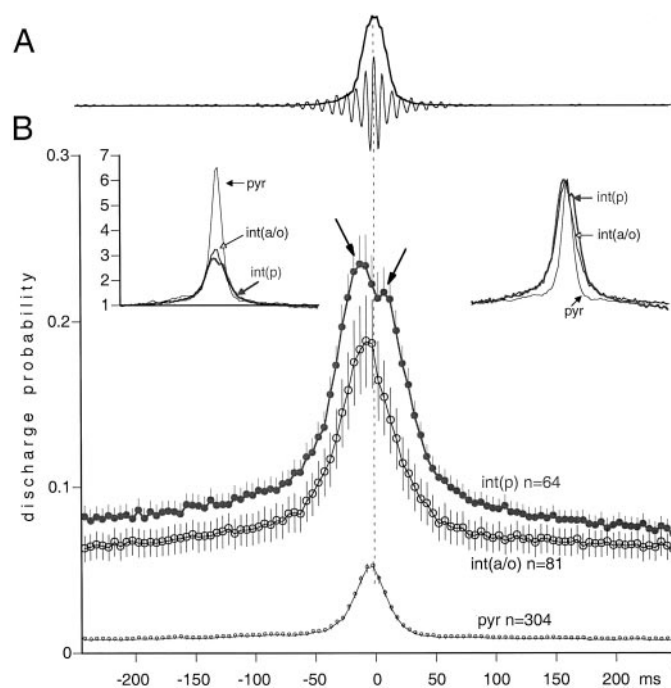 A
B
0.3
0.2
0.1
0
discharge probability
7
6
5
4
3
2
1
pyr
int(a/o)
int(p)
int(p)
int(a/o)
pyr
int(p) n=64
int(a/o) n=81
pyr n=304
-200 -150 -100 -50 0 50 100 150 200 ms